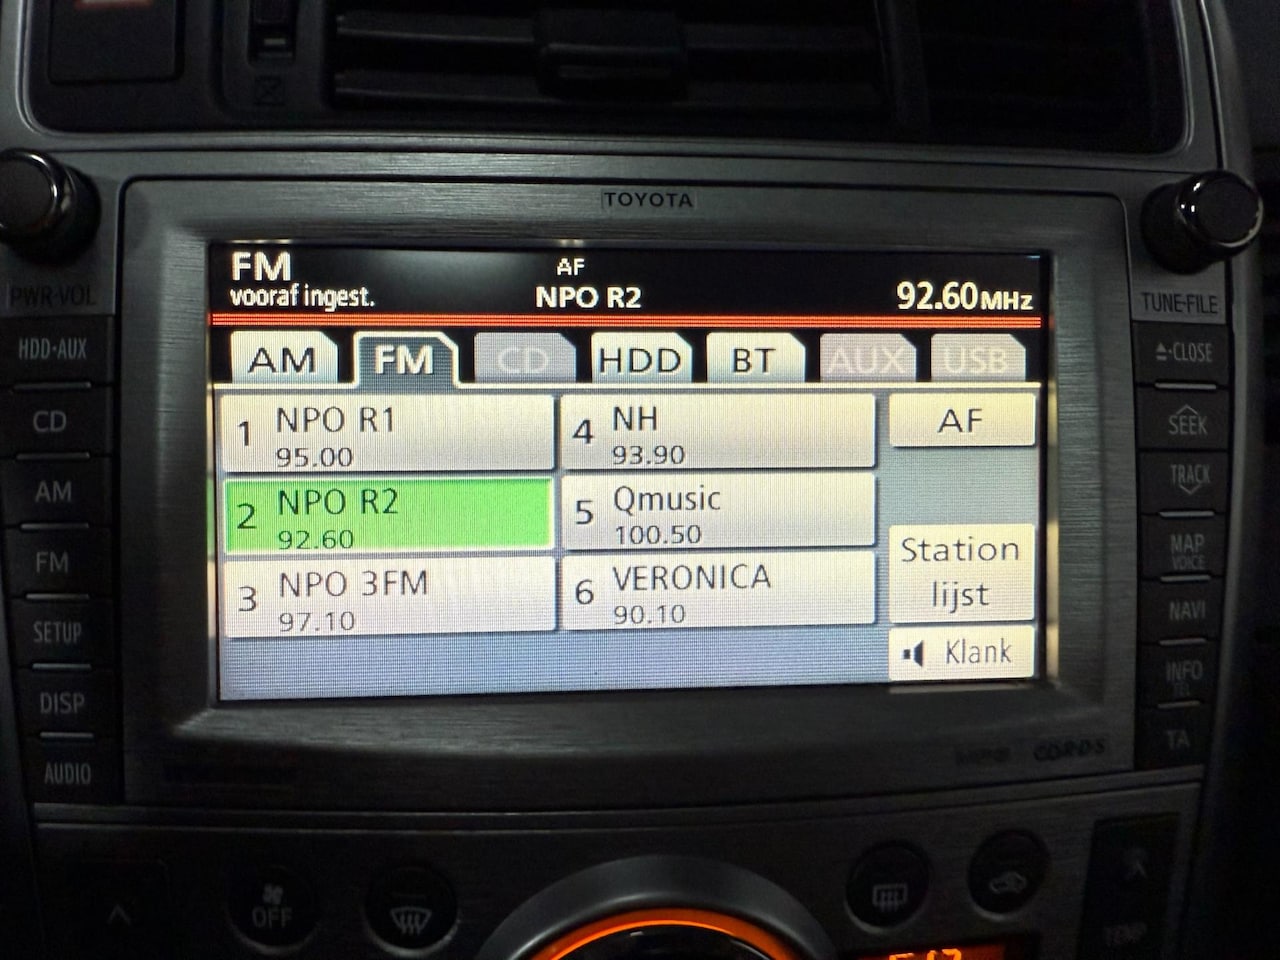 TOYOTA
PWR·VOL
TUNE·FILE
FM
AF
vooraf ingest.
NPO R2
92.60MHz
HDD·AUX
CD
AM
FM
SETUP
DISP
AUDIO
AM
FM
CD
HDD
BT
AUX
USB
1 NPO R1
95.00
2 NPO R2
92.60
3 NPO 3FM
97.10
4 NH
93.90
5 Qmusic
100.50
6 VERONICA
90.10
AF
Station
lijst
Klank
·CLOSE
SEEK
TRACK
MAP
VOICE
NAVI
INFO
TEL
TA
OFF